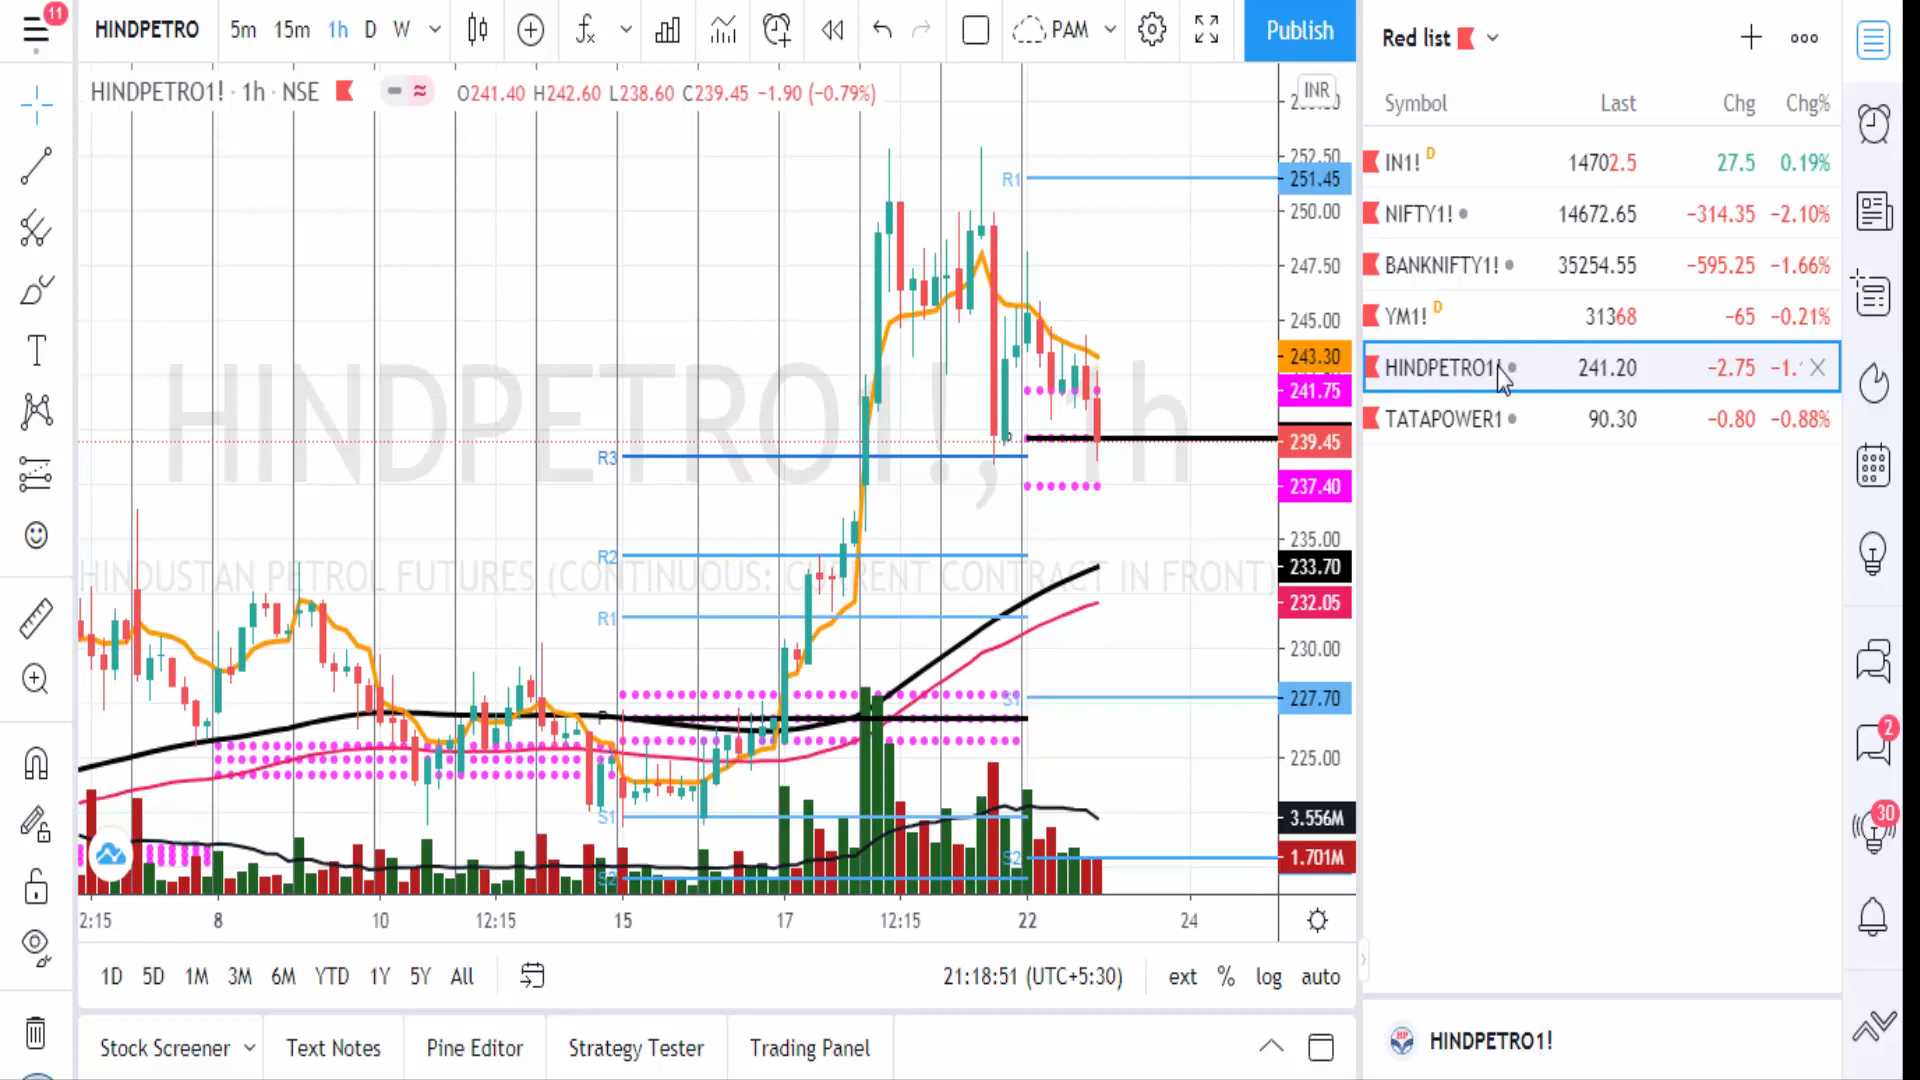 11
HINDPETRO 5m 15m 1h D W PAM Publish
HINDPETRO1! · 1h · NSE O241.40 H242.60 L238.60 C239.45 −1.90 (−0.79%)
INR
252.50
R1 251.45
250.00
247.50
245.00
243.30
241.75
239.45
237.40
235.00
233.70
232.05
230.00
227.70
225.00
3.556M
1.701M
HINDPETRO1!, 1h
HINDUSTAN PETROL FUTURES (CONTINUOUS: CURRENT CONTRACT IN FRONT)
R3
R2
R1
P
P
S1
S1
S2
S2
2:15 8 10 12:15 15 17 12:15 22 24
1D 5D 1M 3M 6M YTD 1Y 5Y All 21:18:51 (UTC+5:30) ext % log auto
Stock Screener Text Notes Pine Editor Strategy Tester Trading Panel
Red list
Symbol Last Chg Chg%
IN1! D 14702.5 27.5 0.19%
NIFTY1! 14672.65 −314.35 −2.10%
BANKNIFTY1! 35254.55 −595.25 −1.66%
YM1! D 31368 −65 −0.21%
HINDPETRO1! 241.20 −2.75 −1.
TATAPOWER1 90.30 −0.80 −0.88%
HP HINDPETRO1!
2
30